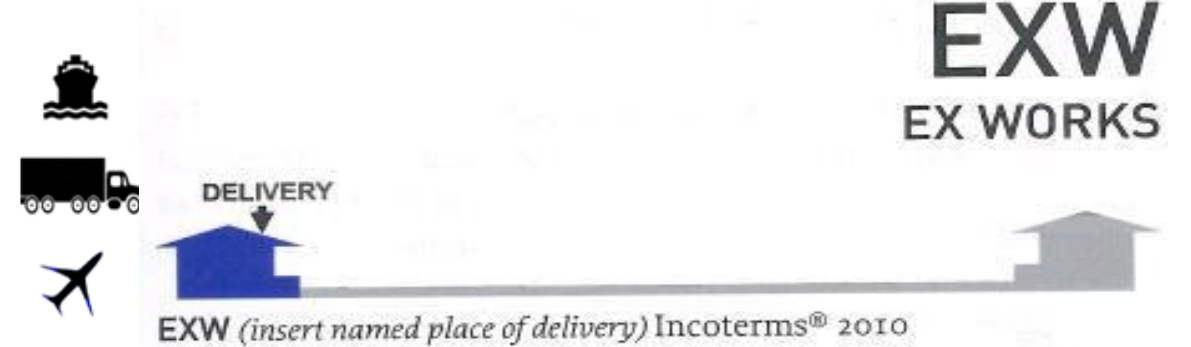 EXW
EX WORKS
DELIVERY
EXW (insert named place of delivery) Incoterms® 2010